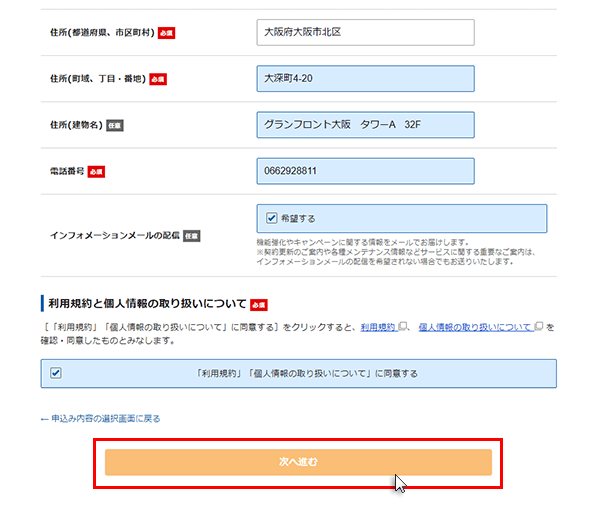 住所(都道府県、市区町村) 必須 大阪府大阪市北区
住所(町域、丁目・番地) 必須 大深町4-20
住所(建物名) 任意 グランフロント大阪　タワーA　32F
電話番号 必須 0662928811
インフォメーションメールの配信 任意 希望する
機能強化やキャンペーンに関する情報をメールでお届けします。
※契約更新のご案内や各種メンテナンス情報などサービスに関する重要なご案内は、
インフォメーションメールの配信を希望されない場合でもお送りいたします。
利用規約と個人情報の取り扱いについて 必須
［「利用規約」「個人情報の取り扱いについて」に同意する］をクリックすると、利用規約、 個人情報の取り扱いについて を
確認・同意したものとみなします。
「利用規約」「個人情報の取り扱いについて」に同意する
← 申込み内容の選択画面に戻る
次へ進む